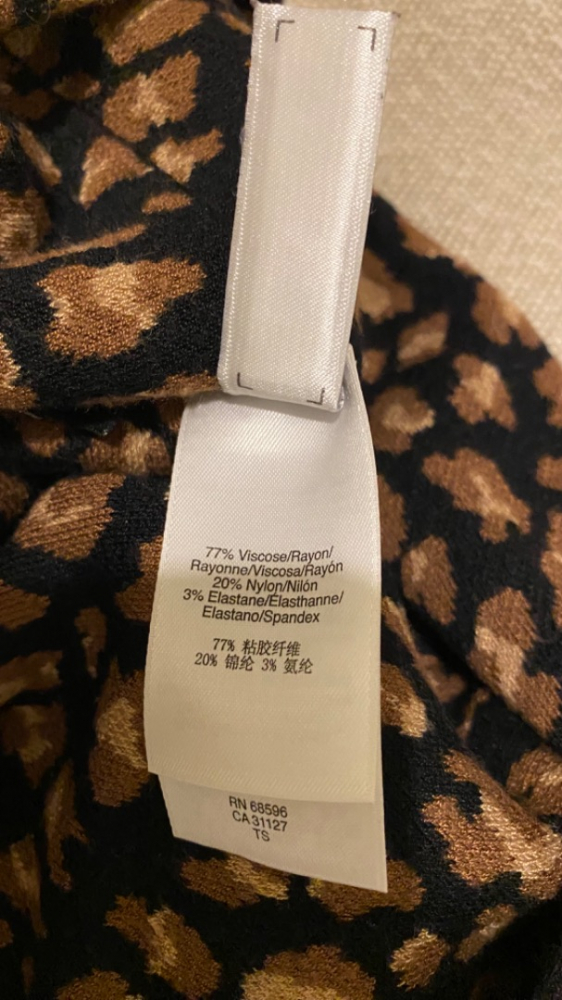 77% Viscose/Rayon/
Rayonne/Viscosa/Rayón
20% Nylon/Nilón
3% Elastane/Élasthanne/
Elastano/Spandex
77% 粘胶纤维
20% 锦纶 3% 氨纶
RN 68596
CA 31127
TS